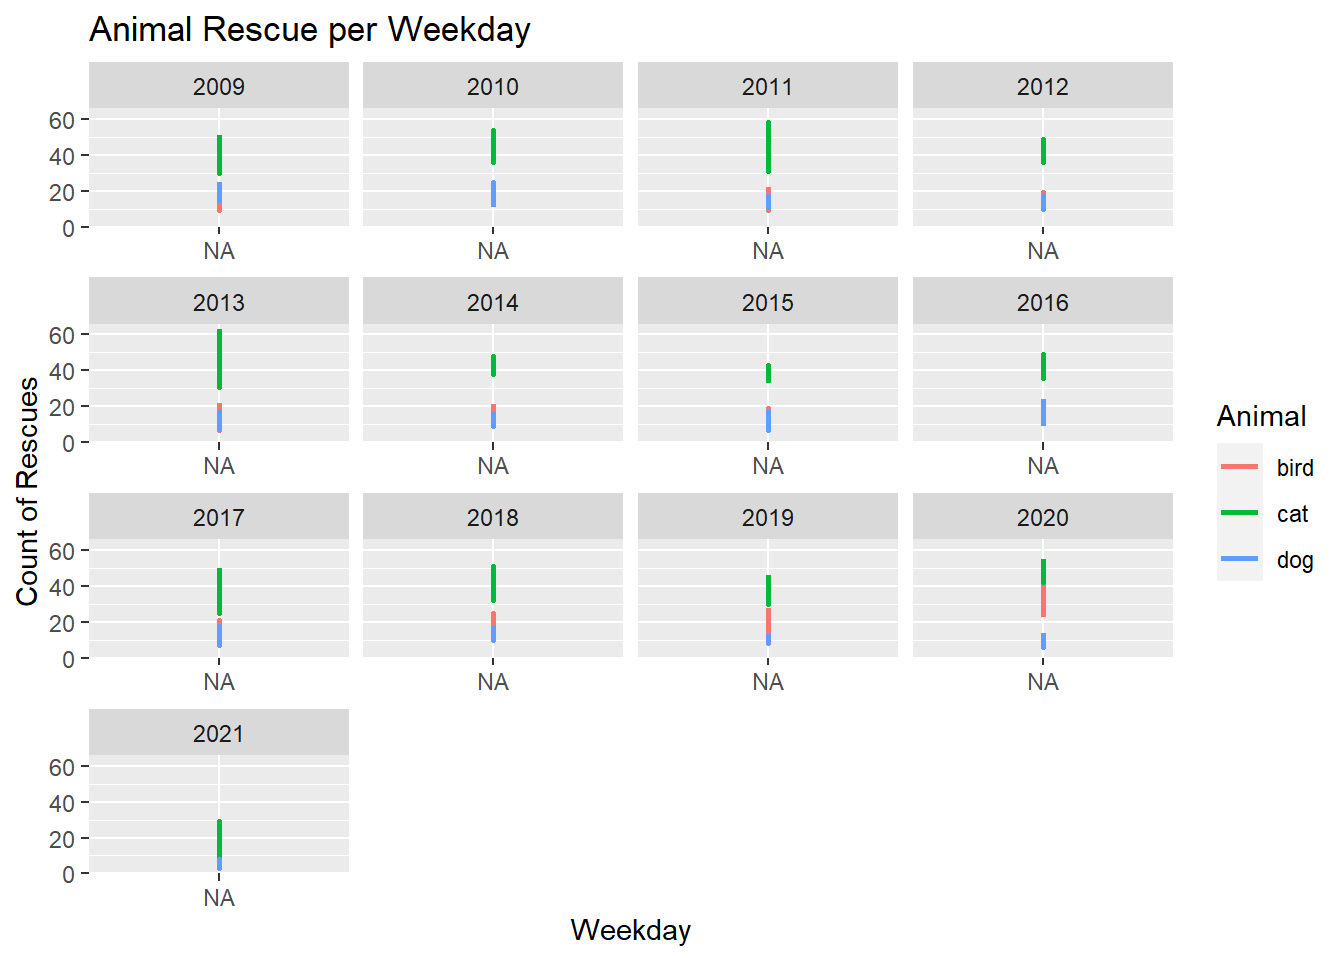 Animal Rescue per Weekday
2009 2010 2011 2012
60
40
20
0
NA NA NA NA
2013 2014 2015 2016
60
40
20
0
NA NA NA NA
2017 2018 2019 2020
60
40
20
0
NA NA NA NA
2021
60
40
20
0
NA
Weekday
Count of Rescues
Animal
bird
cat
dog